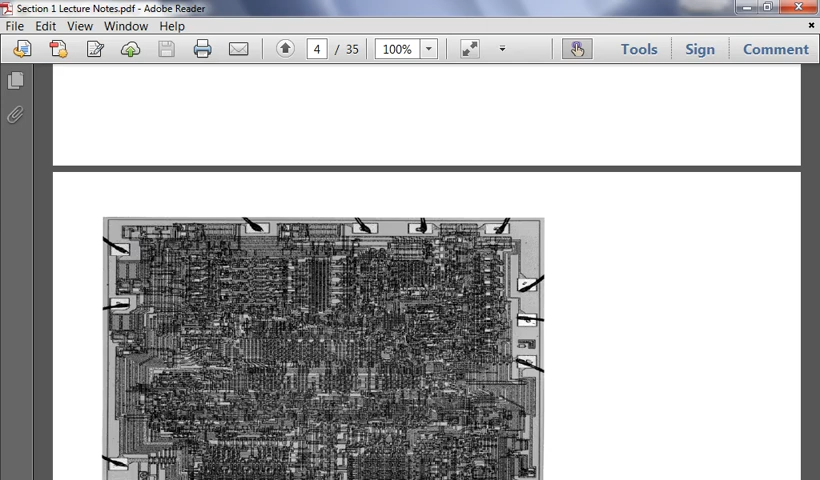 Section 1 Lecture Notes.pdf - Adobe Reader
File Edit View Window Help
4 / 35 100% Tools Sign Comment